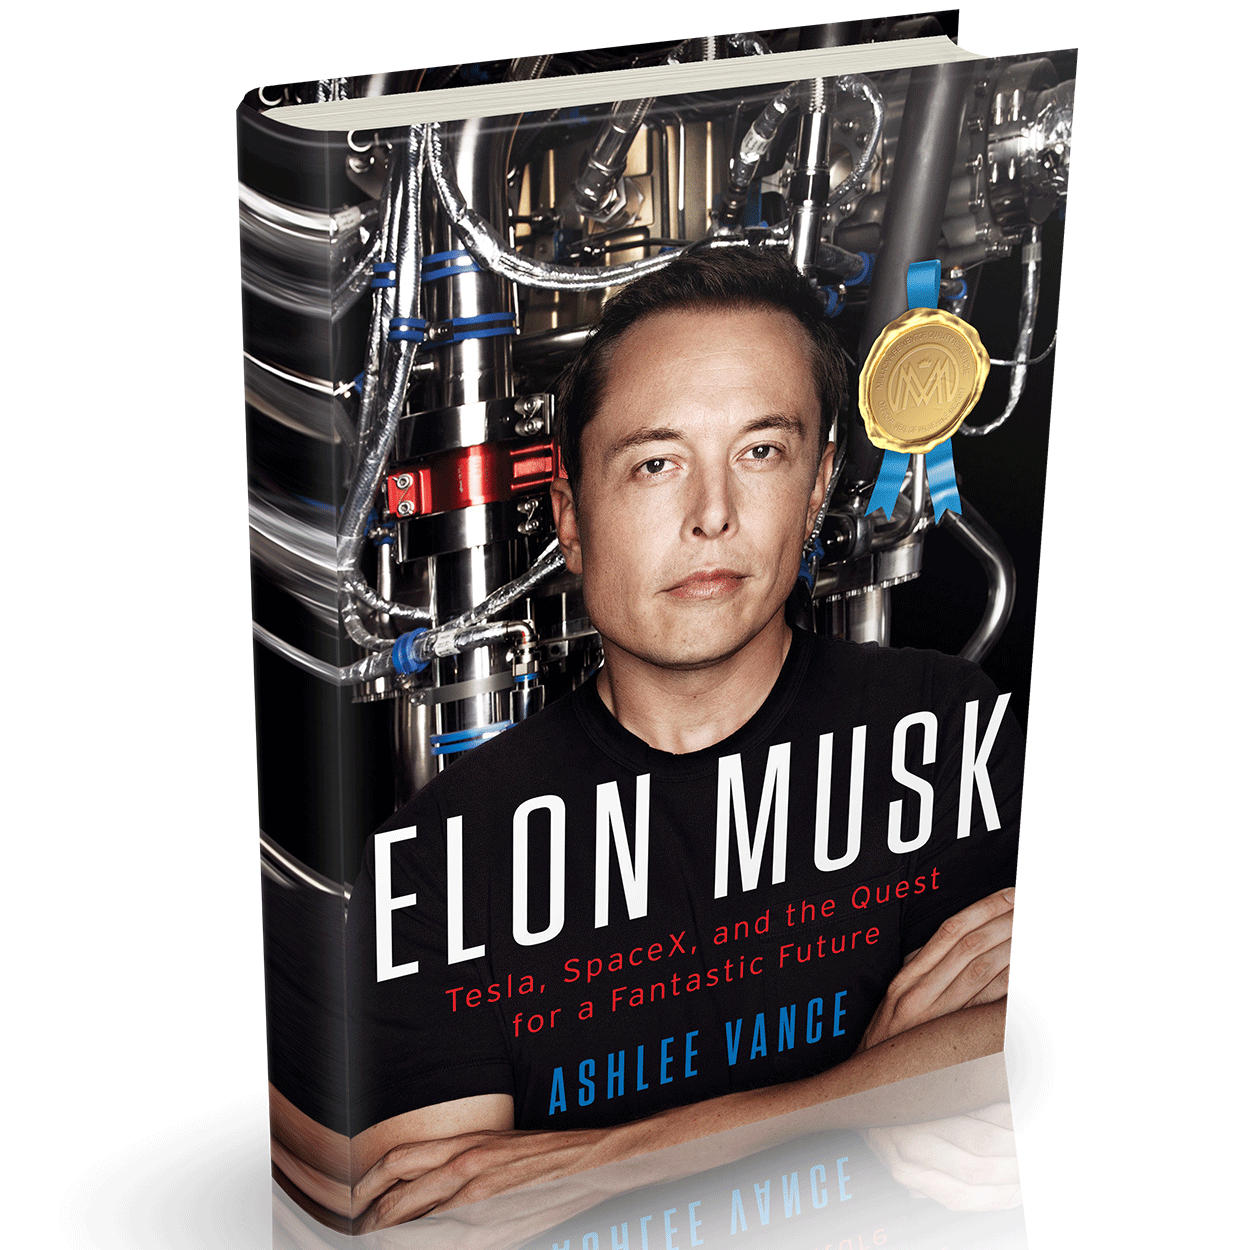 ELON MUSK
Tesla, SpaceX, and the Quest
for a Fantastic Future
ASHLEE VANCE